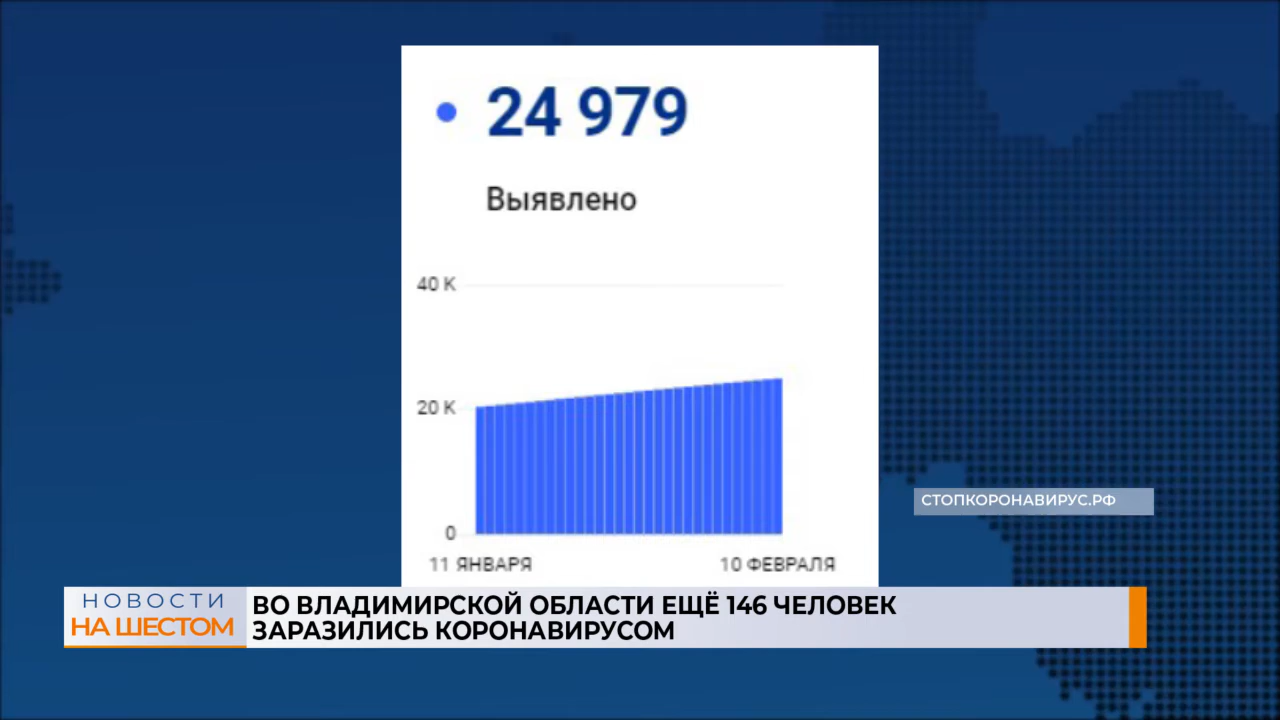 24 979
Выявлено
40 K
20 K
0
11 ЯНВАРЯ
10 ФЕВРАЛЯ
СТОПКОРОНАВИРУС.РФ
НОВОСТИ
НА ШЕСТОМ
ВО ВЛАДИМИРСКОЙ ОБЛАСТИ ЕЩЁ 146 ЧЕЛОВЕК
ЗАРАЗИЛИСЬ КОРОНАВИРУСОМ